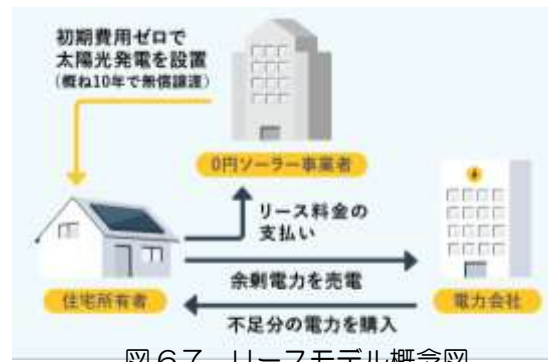 初期費用ゼロで
太陽光発電を設置
(概ね10年で無償譲渡)
0円ソーラー事業者
リース料金の
支払い
余剰電力を売電
住宅所有者
電力会社
不足分の電力を購入
図67 リースモデル概念図